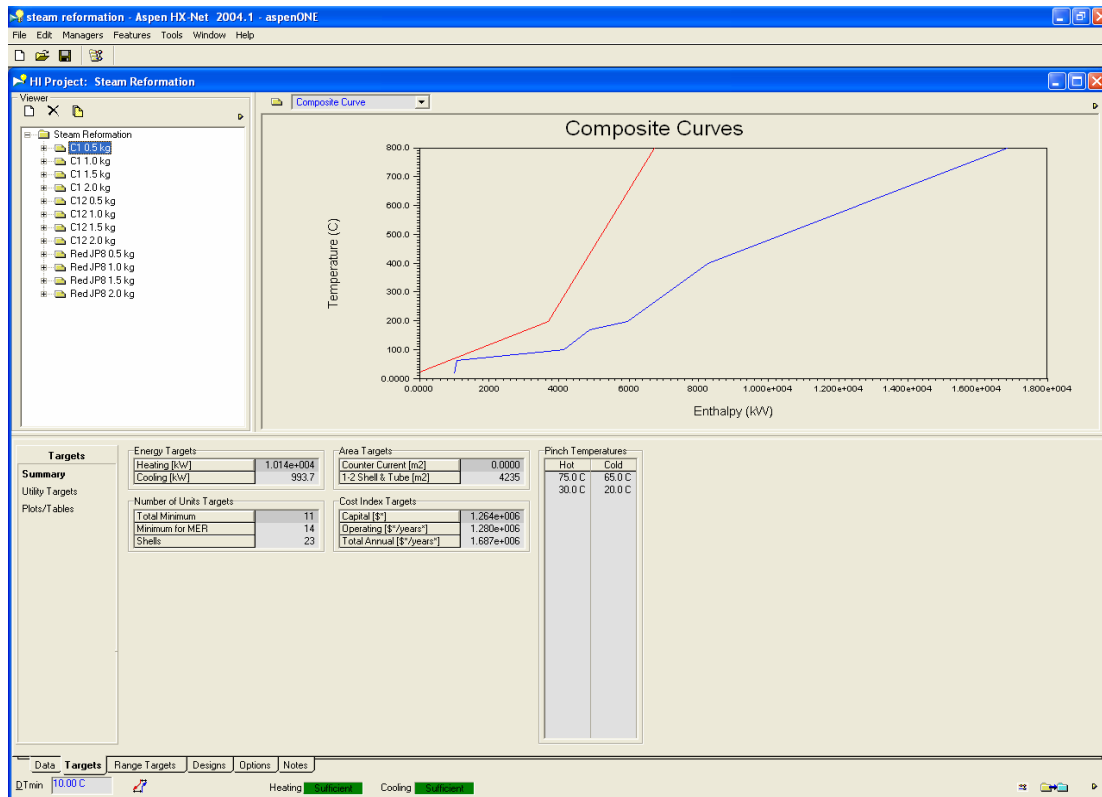 steam reformation - Aspen HX-Net 2004.1 - aspenONE
File Edit Managers Features Tools Window Help
HI Project: Steam Reformation
Viewer
Steam Reformation
C1 0.5 kg
C1 1.0 kg
C1 1.5 kg
C1 2.0 kg
C12 0.5 kg
C12 1.0 kg
C12 1.5 kg
C12 2.0 kg
Red JP8 0.5 kg
Red JP8 1.0 kg
Red JP8 1.5 kg
Red JP8 2.0 kg
Composite Curve
Composite Curves
Temperature (C)
800.0
700.0
600.0
500.0
400.0
300.0
200.0
100.0
0.0000
0.0000 2000 4000 6000 8000 1.000e+004 1.200e+004 1.400e+004 1.600e+004 1.800e+004
Enthalpy (kW)
Targets
Summary
Utility Targets
Plots/Tables
Energy Targets
Heating [kW] 1.014e+004
Cooling [kW] 993.7
Area Targets
Counter Current [m2] 0.0000
1-2 Shell & Tube [m2] 4235
Number of Units Targets
Total Minimum 11
Minimum for MER 14
Shells 23
Cost Index Targets
Capital [$*] 1.264e+006
Operating [$*/years*] 1.280e+006
Total Annual [$*/years*] 1.687e+006
Pinch Temperatures
Hot Cold
75.0 C 65.0 C
30.0 C 20.0 C
Data Targets Range Targets Designs Options Notes
DTmin 10.00 C Heating Sufficient Cooling Sufficient